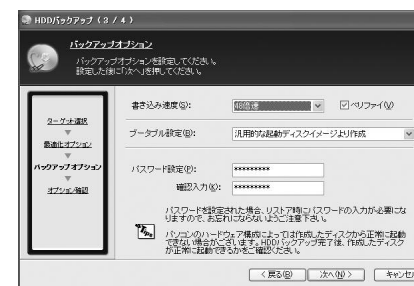 HDDバックアップ (3 / 4)
バックアップオプション
バックアップオプションを設定してください。
設定した後に「次へ」を押してください。
ターゲット選択
最適化オプション
バックアップオプション
オプション確認
書き込み速度(S):
48倍速
ベリファイ(V)
ブータブル設定(B):
汎用的な起動ディスクイメージより作成
パスワード設定(P):
*********
確認入力(K):
*********
パスワードを設定された場合、リストア時にパスワードの入力が必要にな
りますので、お忘れにならないようご注意下さい。
パソコンのハードウェア構成によっては作成したディスクから正常に起動
できない場合がございます。HDDバックアップ完了後、作成したディスク
が正常に起動できるかをご確認ください。
< 戻る(B)
次へ(N) >
キャンセ